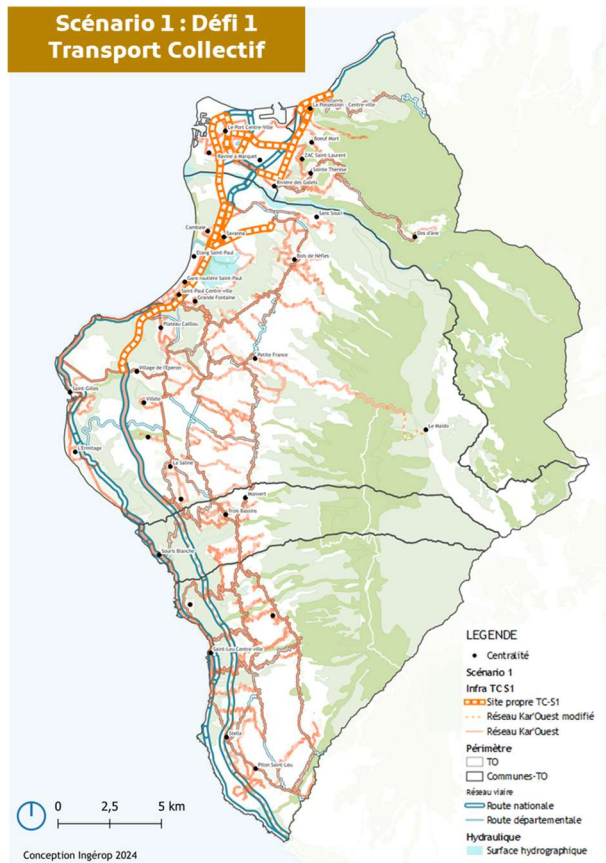 Scénario 1 : Défi 1
Transport Collectif
La Possession - Centre-ville
Le Port Centre-Ville
Boeuf Mort
Ravine à Marquet
ZAC Saint-Laurent
Sainte Thérèse
Rivière des Galets
Sans Souci
Cambaie
Savanna
Dos d'âne
Etang Saint-Paul
Bois de Nèfles
Gare routière Saint-Paul
Saint-Paul Centre-ville
Grande Fontaine
Plateau Caillou
Petite France
Village de l'Eperon
Saint-Gilles
Villèle
Le Maïdo
L'Ermitage
La Saline
Monvert
Trois Bassins
Souris Blanche
Saint-Leu Centre-ville
Stella
Piton Saint-Leu
LEGENDE
Centralité
Scénario 1
Infra TC S1
Site propre TC-S1
Réseau Kar'Ouest modifié
Réseau Kar'Ouest
Périmètre
TO
Communes-TO
Réseau viaire
Route nationale
Route départementale
Hydraulique
Surface hydrographique
0 2,5 5 km
Conception Ingérop 2024